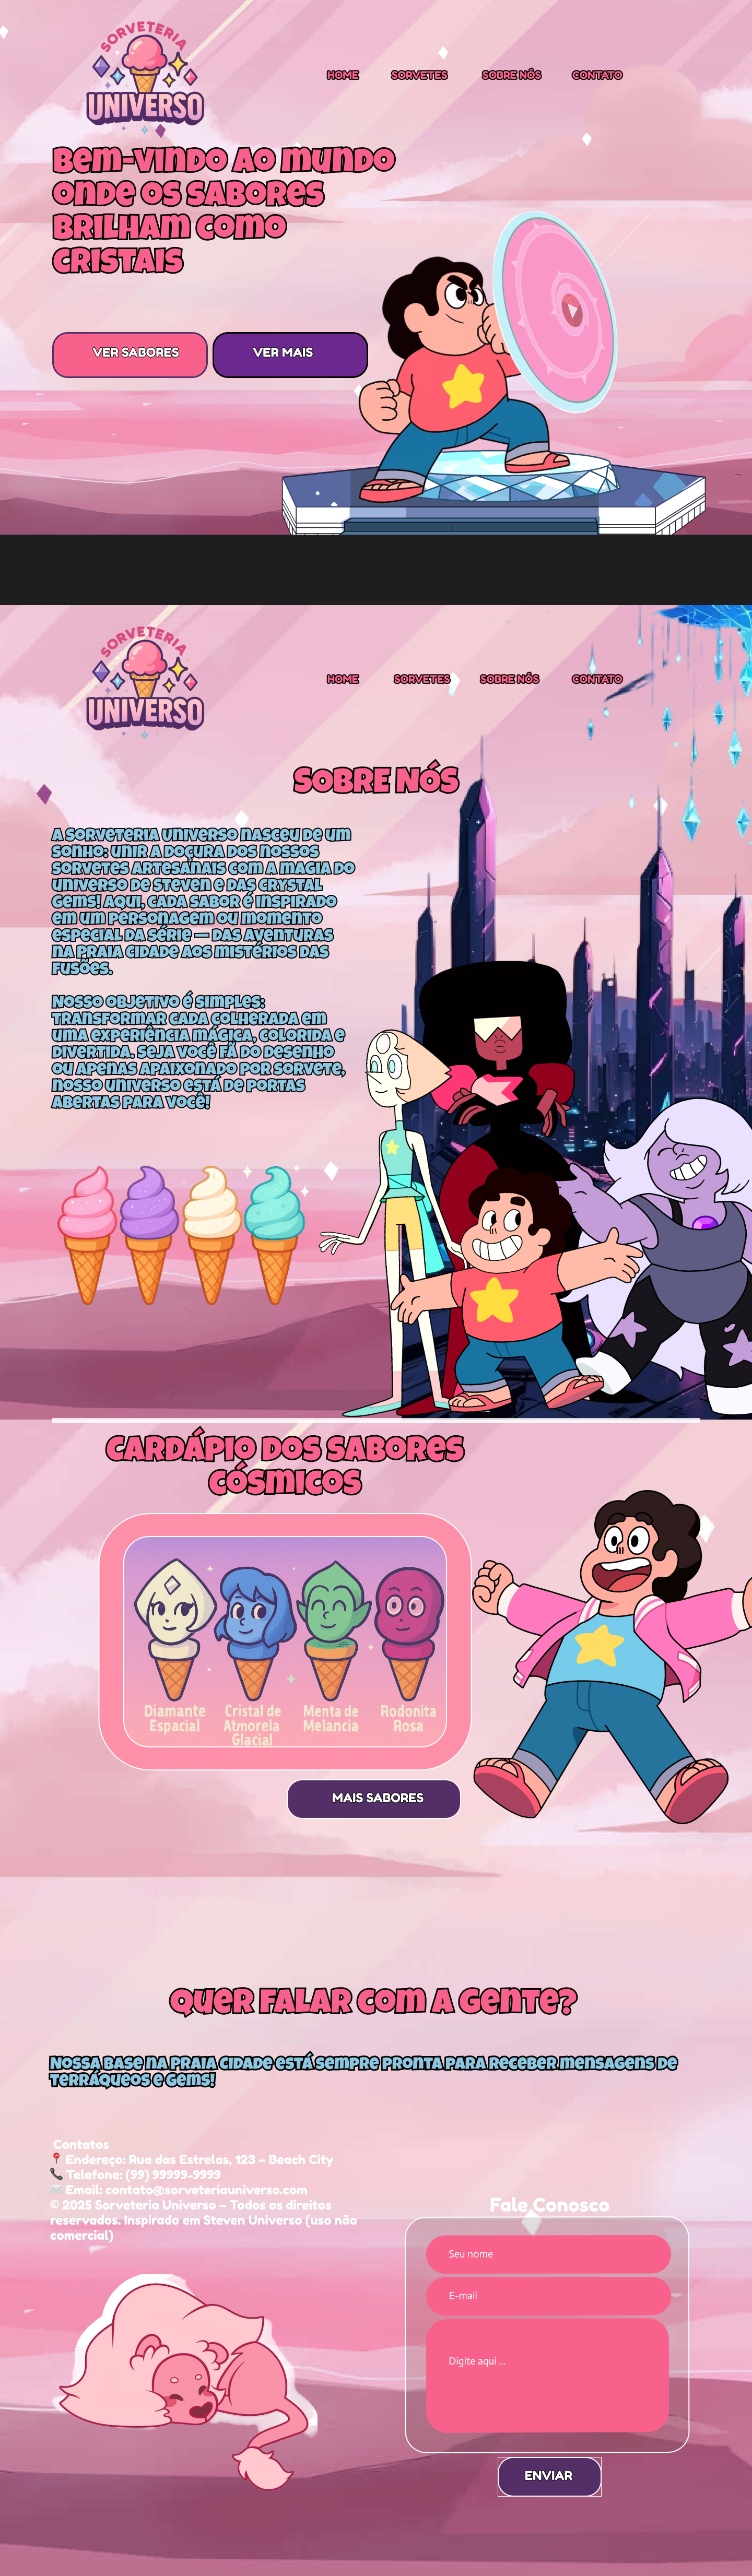 SORVETERIA
UNIVERSO
HOME SORVETES SOBRE NÓS CONTATO
Bem-vindo ao mundo
onde os sabores
brilham como
cristais
VER SABORES VER MAIS
SORVETERIA
UNIVERSO
HOME SORVETES SOBRE NÓS CONTATO
SOBRE NÓS
A Sorveteria Universo nasceu de um
sonho: unir a doçura dos nossos
sorvetes artesanais com a magia do
universo de Steven e das Crystal
Gems! Aqui, cada sabor é inspirado
em um personagem ou momento
especial da série — das aventuras
na Praia Cidade aos mistérios das
Fusões.
Nosso objetivo é simples:
transformar cada colherada em
uma experiência mágica, colorida e
divertida. Seja você fã do desenho
ou apenas apaixonado por sorvete,
nosso universo está de portas
abertas para você!
Cardápio dos Sabores
Cósmicos
Diamante Espacial
Cristal de Atmorela Glacial
Menta de Melancia
Rodonita Rosa
MAIS SABORES
Quer falar com a gente?
Nossa base na Praia Cidade está sempre pronta para receber mensagens de
terráqueos e gems!
Contatos
📍 Endereço: Rua das Estrelas, 123 – Beach City
📞 Telefone: (99) 99999-9999
✉️ Email: contato@sorveteriauniverso.com
© 2025 Sorveteria Universo – Todos os direitos
reservados. Inspirado em Steven Universo (uso não
comercial)
Fale Conosco
Seu nome
E-mail
Digite aqui ...
ENVIAR